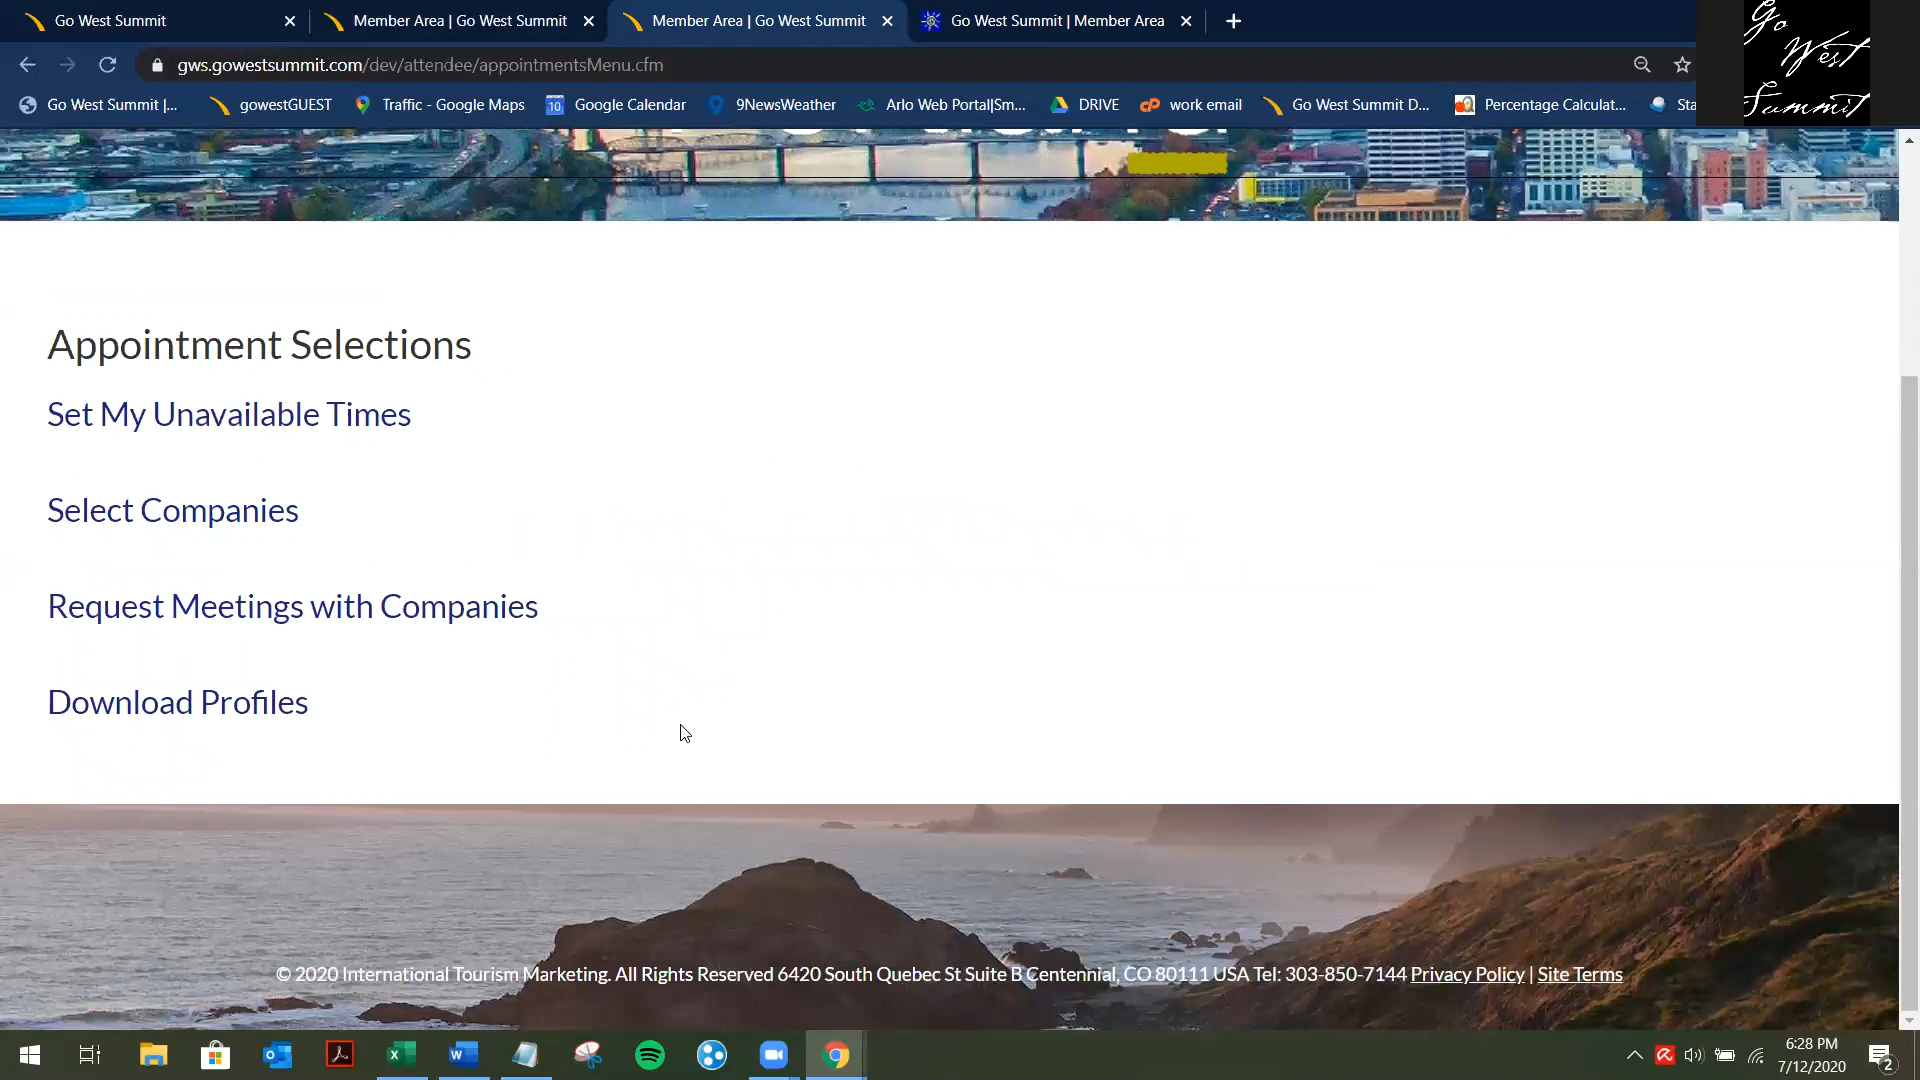 Go West Summit
Member Area | Go West Summit
Member Area | Go West Summit
Go West Summit | Member Area
Go
West
Summit
gws.gowestsummit.com/dev/attendee/appointmentsMenu.cfm
Go West Summit |...
gowestGUEST
Traffic - Google Maps
10
Google Calendar
9NewsWeather
Arlo Web Portal|Sm...
DRIVE
work email
Go West Summit D...
Percentage Calculat...
Sta
Appointment Selections
Set My Unavailable Times
Select Companies
Request Meetings with Companies
Download Profiles
© 2020 International Tourism Marketing. All Rights Reserved 6420 South Quebec St Suite B Centennial, CO 80111 USA Tel: 303-850-7144 Privacy Policy | Site Terms
6:28 PM
7/12/2020
2